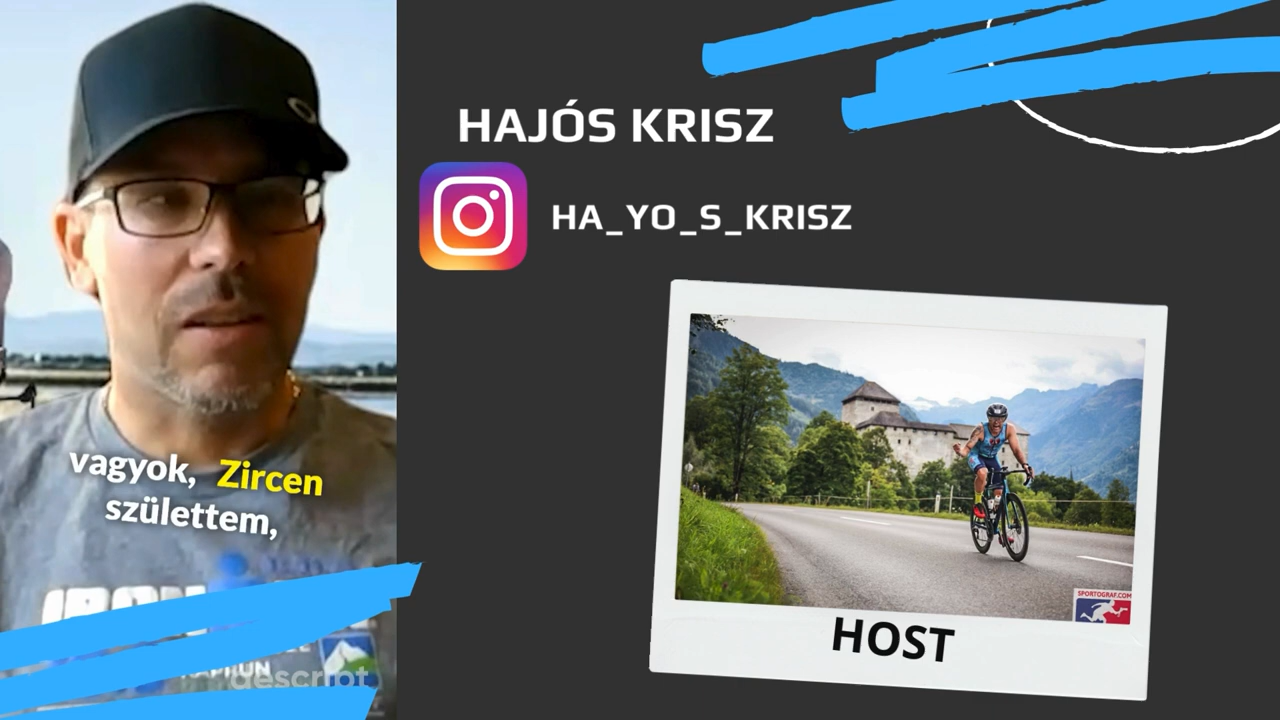 HAJÓS KRISZ
HA_YO_S_KRISZ
vagyok, Zircen
születtem,
SPORTOGRAF.COM
HOST
descript